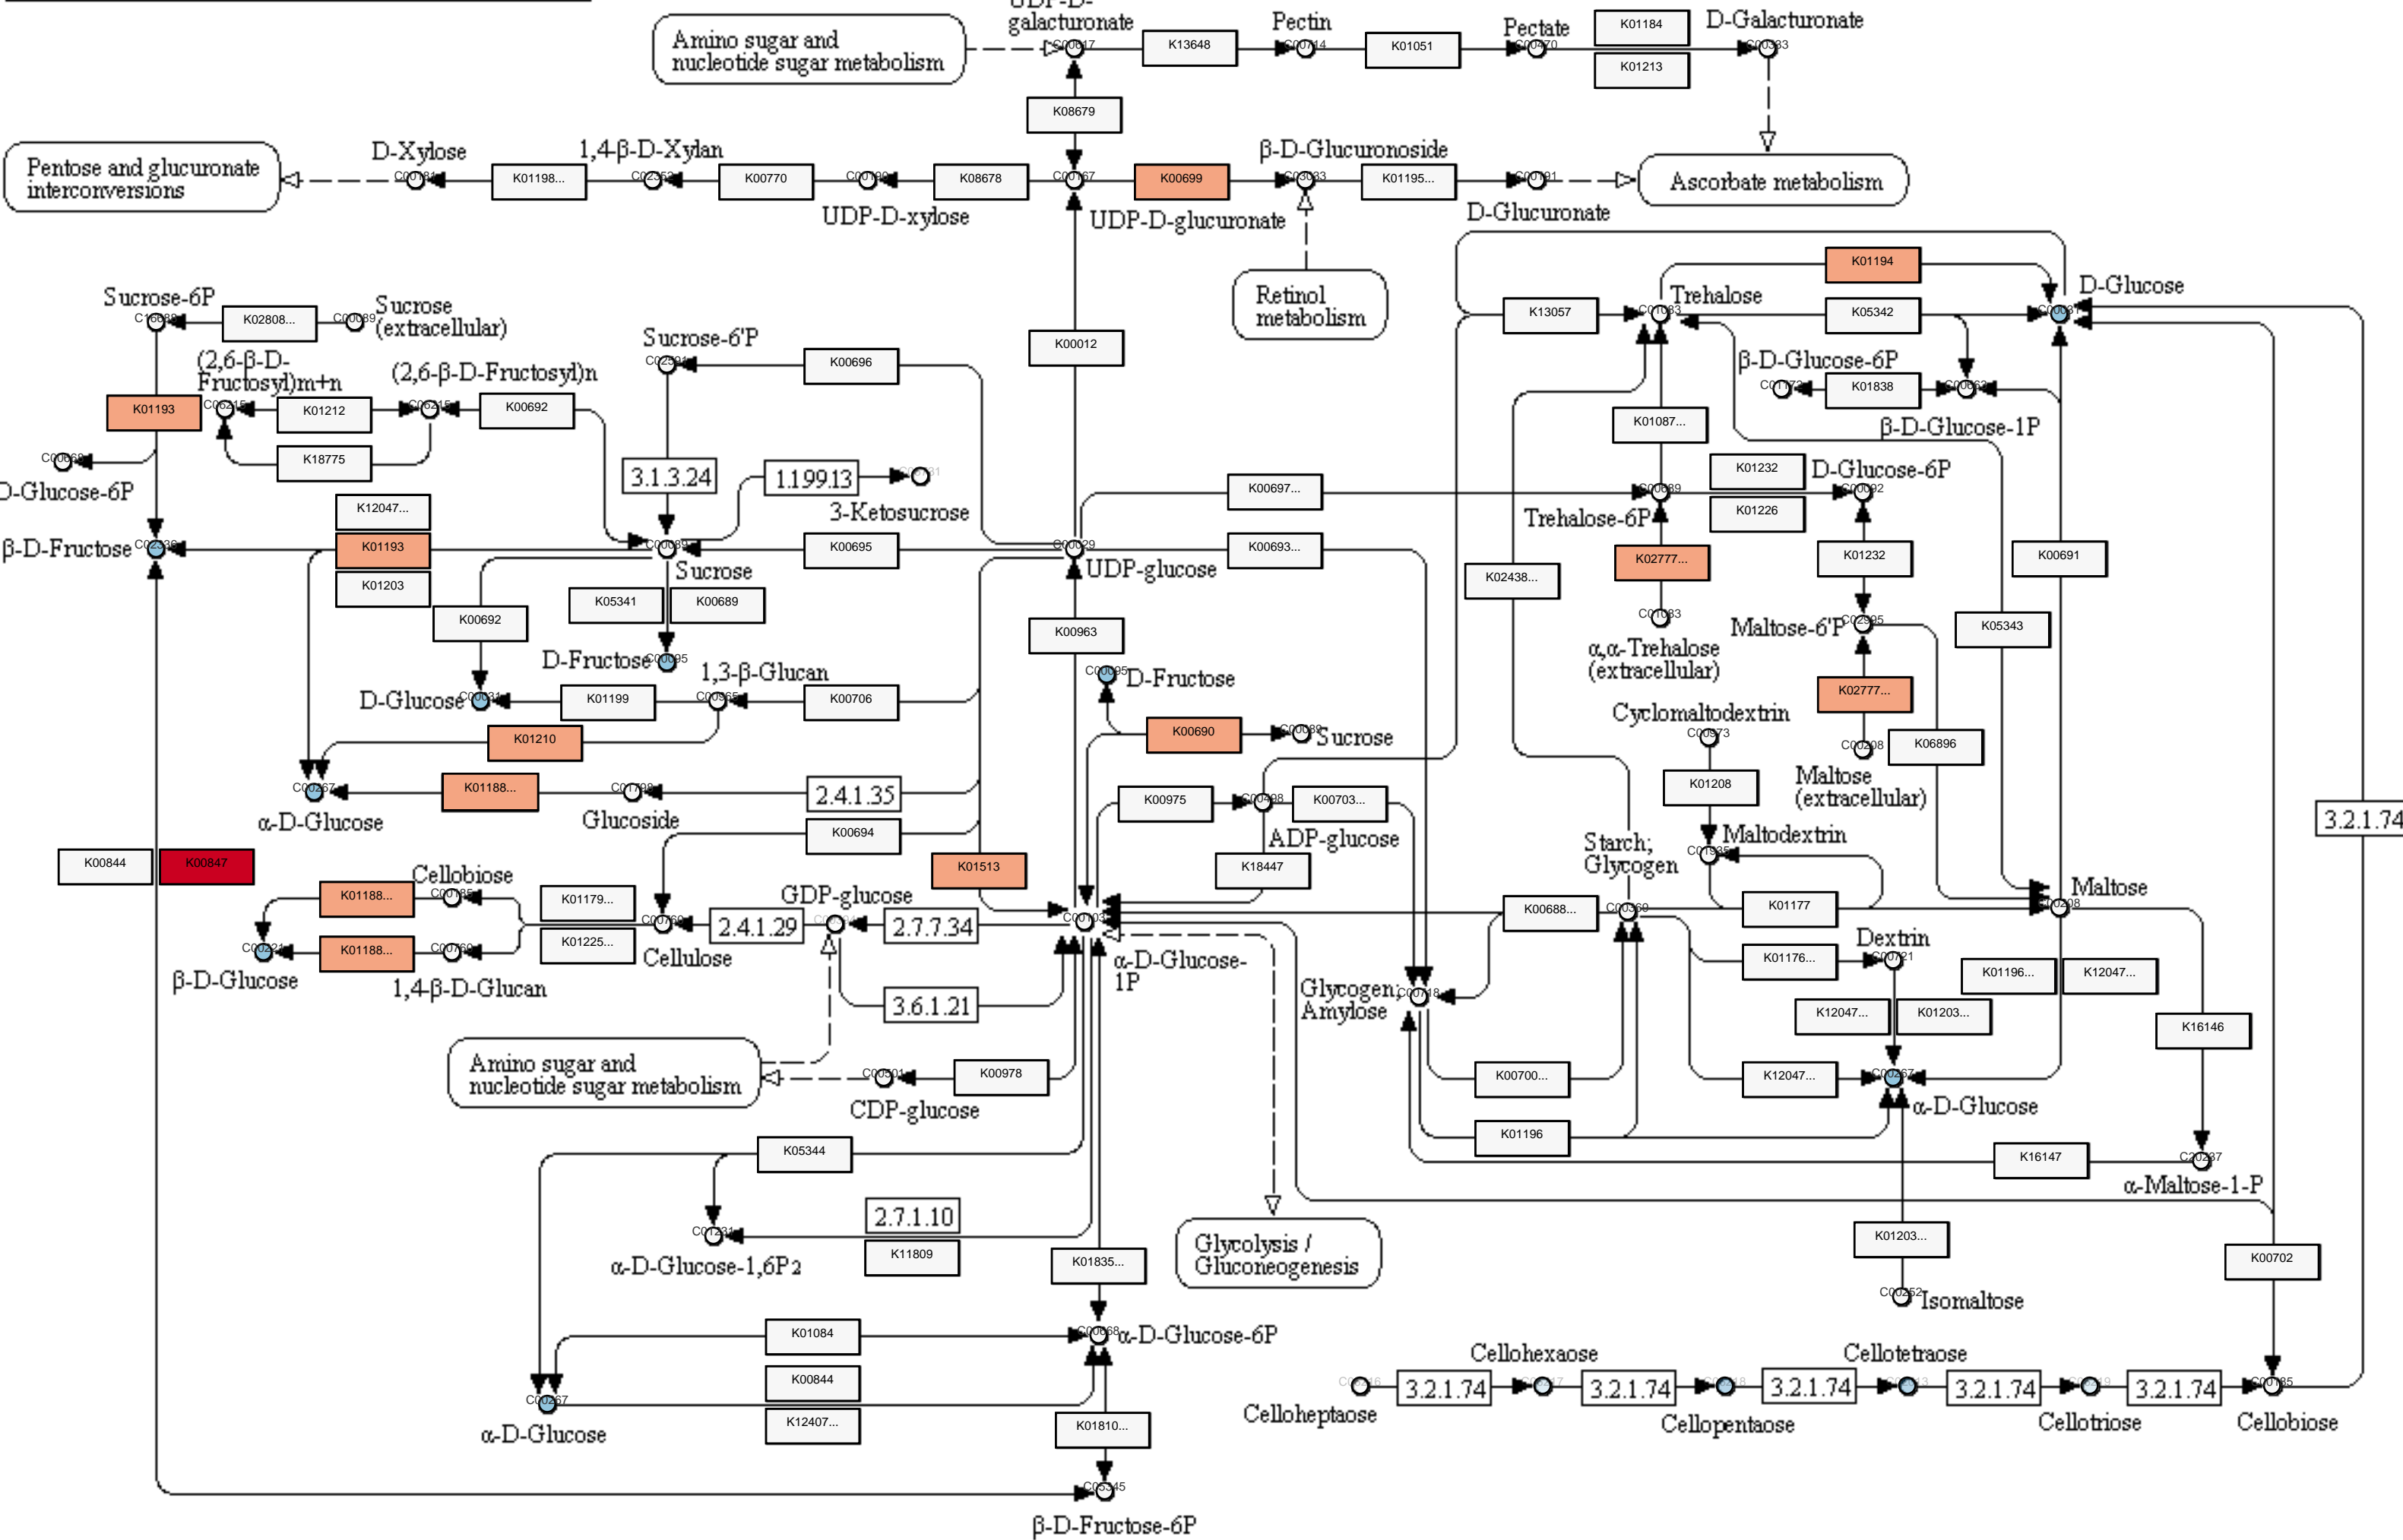 UDP-D-
galacturonate
Pectin
Pectate
K01184
D-Galacturonate
Amino sugar and
nucleotide sugar metabolism
K13648
K01051
K01213
K08679
Pentose and glucuronate
interconversions
D-Xylose
1,4-β-D-Xylan
β-D-Glucuronoside
K01198...
K00770
K08678
C00167
K00699
C03033
K01195...
Ascorbate metabolism
UDP-D-xylose
UDP-D-glucuronate
D-Glucuronate
Retinol
metabolism
K01194
Trehalose
D-Glucose
K13057
K05342
Sucrose-6P
K02808...
Sucrose
(extracellular)
Sucrose-6'P
K00696
K00012
β-D-Glucose-6P
K01838
β-D-Glucose-1P
(2,6-β-D-
Fructosyl)m+n
(2,6-β-D-Fructosyl)n
K01193
K01212
K00692
K18775
K01087...
D-Glucose-6P
3.1.3.24
1.1.99.13
3-Ketosucrose
K00697...
K01232
D-Glucose-6P
K01226
Trehalose-6P
K12047...
β-D-Fructose
K01193
K01203
C00089
Sucrose
K00695
C00029
UDP-glucose
K00693...
K02777...
K01232
K00691
K02438...
K00692
K05341
K00689
K00963
C01083
α,α-Trehalose
(extracellular)
Maltose-6'P
K05343
D-Fructose
C00095
1,3-β-Glucan
D-Fructose
D-Glucose
K01199
K00706
K02777...
K01210
K00690
Sucrose
Cyclomaltodextrin
C00973
K06896
C00208
Maltose
(extracellular)
K01208
K01188...
2.4.1.35
α-D-Glucose
Glucoside
K00694
K00975
C00498
K00703...
ADP-glucose
3.2.1.74
Maltodextrin
Starch;
Glycogen
K00844
K00847
K01513
K18447
Cellobiose
K01188...
K01179...
GDP-glucose
Maltose
K00688...
K01177
C00208
2.4.1.29
2.7.7.34
C00103
K01188...
K01225...
Cellulose
β-D-Glucose
1,4-β-D-Glucan
α-D-Glucose-
1P
Dextrin
K01176...
K01196...
K12047...
3.6.1.21
Glycogen;
Amylose
C00718
K12047...
K01203...
K16146
Amino sugar and
nucleotide sugar metabolism
K00978
CDP-glucose
K00700...
K12047...
α-D-Glucose
K01196
K05344
K16147
α-Maltose-1-P
2.7.1.10
K11809
α-D-Glucose-1,6P2
Glycolysis /
Gluconeogenesis
K01835...
K01203...
K00702
Isomaltose
K01084
α-D-Glucose-6P
K00844
K12407...
α-D-Glucose
K01810...
Cellohexaose
Cellotetraose
3.2.1.74
3.2.1.74
3.2.1.74
3.2.1.74
3.2.1.74
Celloheptaose
Cellopentaose
Cellotriose
Cellobiose
β-D-Fructose-6P